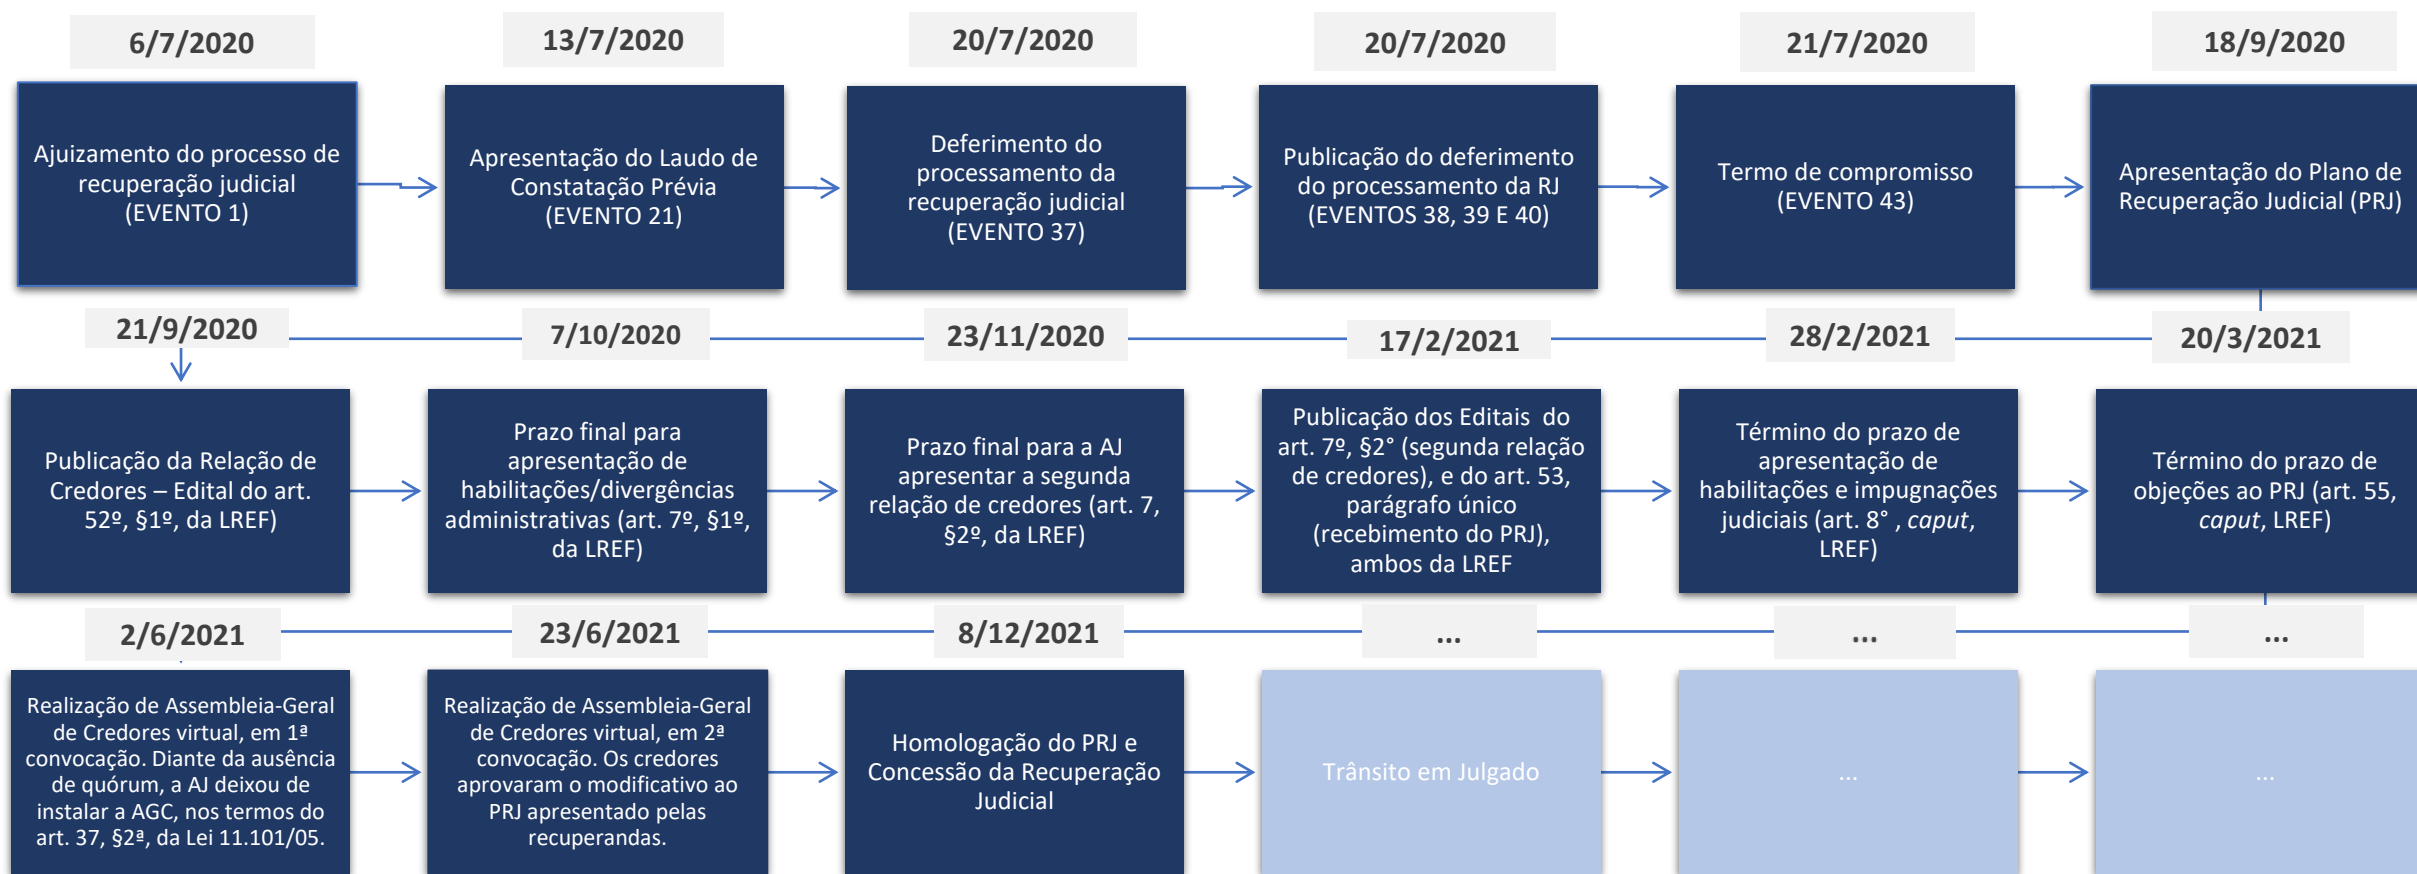 6/7/2020
13/7/2020
20/7/2020
20/7/2020
21/7/2020
18/9/2020
Ajuizamento do processo de
recuperação judicial
(EVENTO 1)
Apresentação do Laudo de
Constatação Prévia
(EVENTO 21)
Deferimento do
processamento da
recuperação judicial
(EVENTO 37)
Publicação do deferimento
do processamento da RJ
(EVENTOS 38, 39 E 40)
Termo de compromisso
(EVENTO 43)
Apresentação do Plano de
Recuperação Judicial (PRJ)
21/9/2020
7/10/2020
23/11/2020
17/2/2021
28/2/2021
20/3/2021
Publicação da Relação de
Credores – Edital do art.
52º, §1º, da LREF)
Prazo final para
apresentação de
habilitações/divergências
administrativas (art. 7º, §1º,
da LREF)
Prazo final para a AJ
apresentar a segunda
relação de credores (art. 7,
§2º, da LREF)
Publicação dos Editais do
art. 7º, §2° (segunda relação
de credores), e do art. 53,
parágrafo único
(recebimento do PRJ),
ambos da LREF
Término do prazo de
apresentação de
habilitações e impugnações
judiciais (art. 8° , caput,
LREF)
Término do prazo de
objeções ao PRJ (art. 55,
caput, LREF)
2/6/2021
23/6/2021
8/12/2021
...
...
...
Realização de Assembleia-Geral
de Credores virtual, em 1ª
convocação. Diante da ausência
de quórum, a AJ deixou de
instalar a AGC, nos termos do
art. 37, §2ª, da Lei 11.101/05.
Realização de Assembleia-Geral
de Credores virtual, em 2ª
convocação. Os credores
aprovaram o modificativo ao
PRJ apresentado pelas
recuperandas.
Homologação do PRJ e
Concessão da Recuperação
Judicial
Trânsito em Julgado
...
...